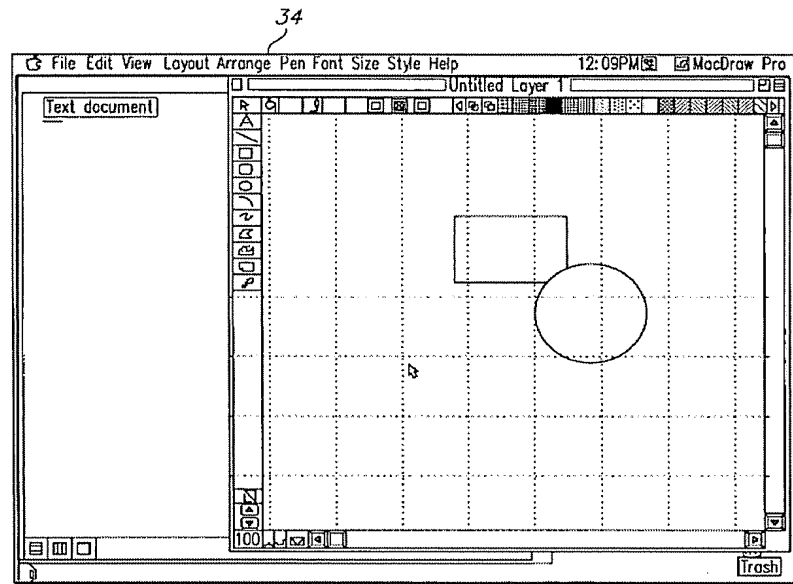 34
File Edit View Layout Arrange Pen Font Size Style Help 12:09PM MacDraw Pro
Untitled Layer 1
Text document
A
100
Trash